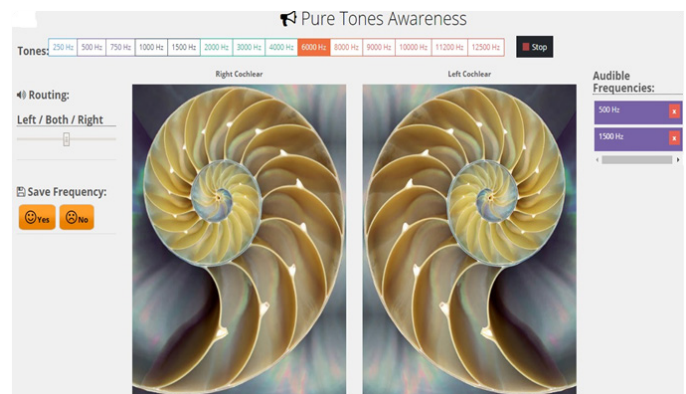 Pure Tones Awareness
Tones: 250 Hz 500 Hz 750 Hz 1000 Hz 1500 Hz 2000 Hz 3000 Hz 4000 Hz 6000 Hz 8000 Hz 9000 Hz 10000 Hz 11200 Hz 12500 Hz Stop
Right Cochlear
Left Cochlear
Routing:
Left / Both / Right
Save Frequency:
Yes No
Audible
Frequencies:
500 Hz x
1500 Hz x